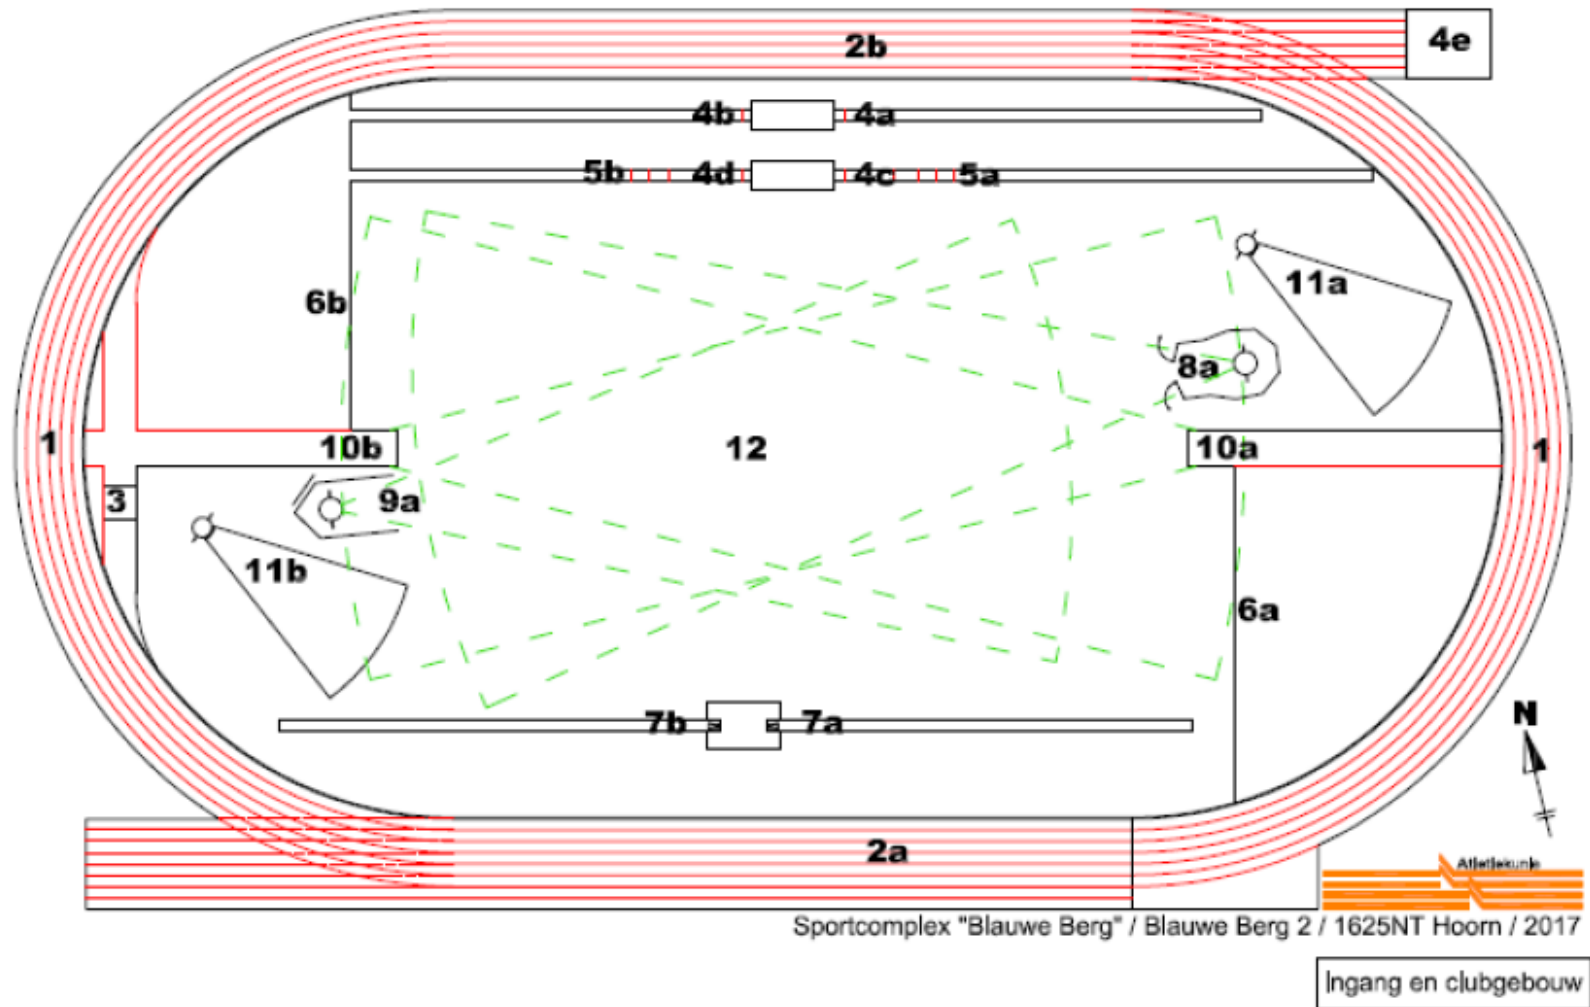 2b
4e
4b
4a
5b
4d
4c
5a
6b
11a
8a
1
10b
12
10a
1
3
9a
11b
6a
7b
7a
N
2a
Atletiekunie
Sportcomplex "Blauwe Berg" / Blauwe Berg 2 / 1625NT Hoorn / 2017
Ingang en clubgebouw